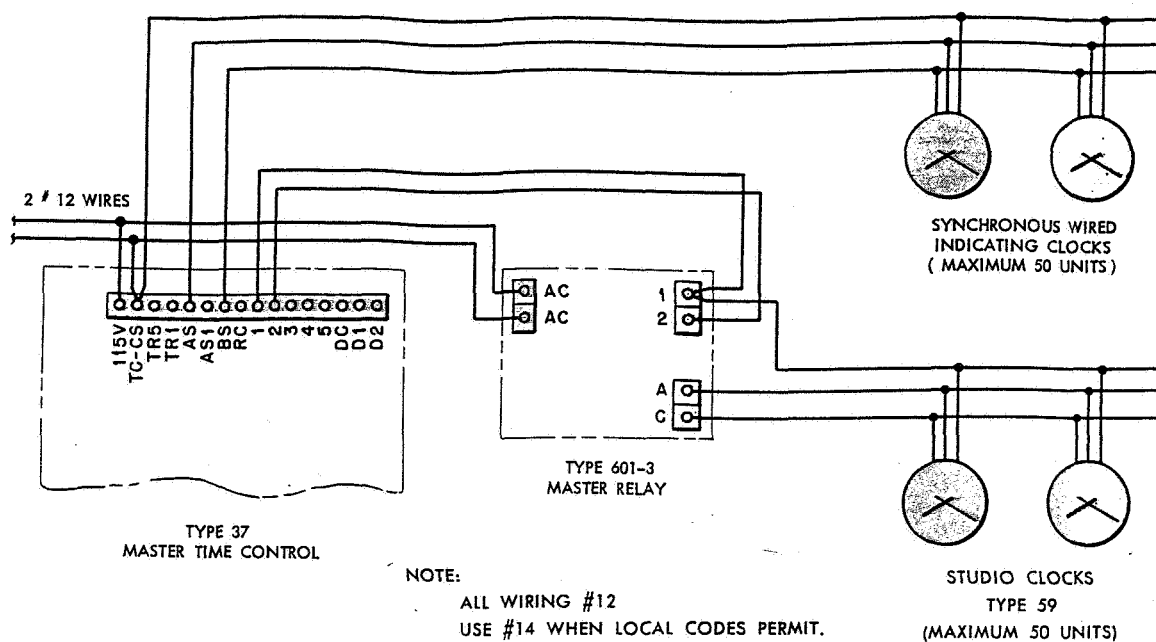 2 # 12 WIRES
SYNCHRONOUS WIRED
INDICATING CLOCKS
( MAXIMUM 50 UNITS )
115V
TC-CS
TR5
TR1
AS
AS1
BS
RC
1
2
3
4
5
DC
D1
D2
AC
AC
1
2
A
C
TYPE 601-3
MASTER RELAY
TYPE 37
MASTER TIME CONTROL
NOTE:
ALL WIRING #12
USE #14 WHEN LOCAL CODES PERMIT.
STUDIO CLOCKS
TYPE 59
(MAXIMUM 50 UNITS)